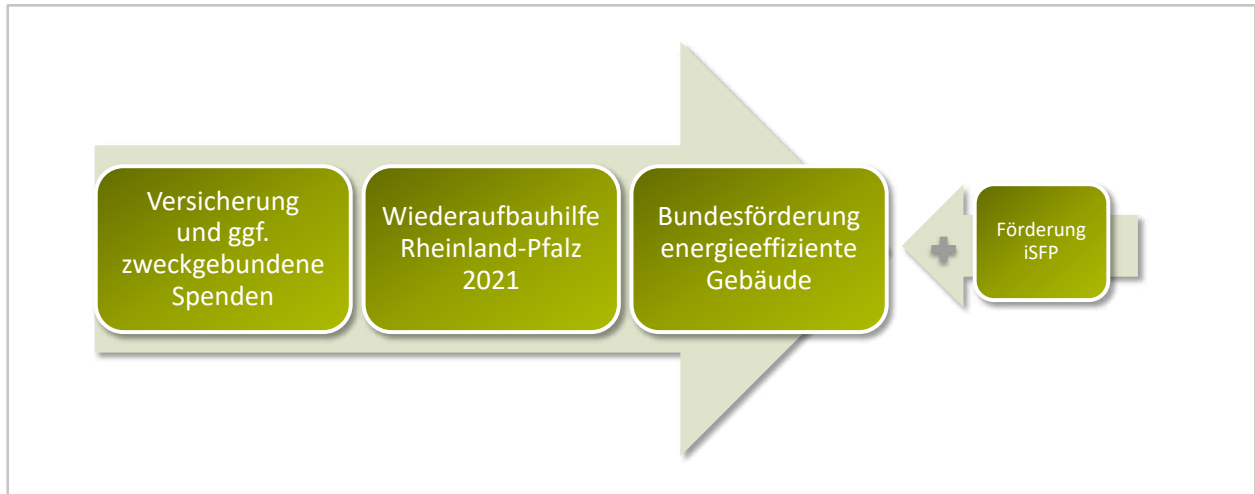 Versicherung
und ggf.
zweckgebundene
Spenden
Wiederaufbauhilfe
Rheinland-Pfalz
2021
Bundesförderung
energieeffiziente
Gebäude
Förderung
iSFP